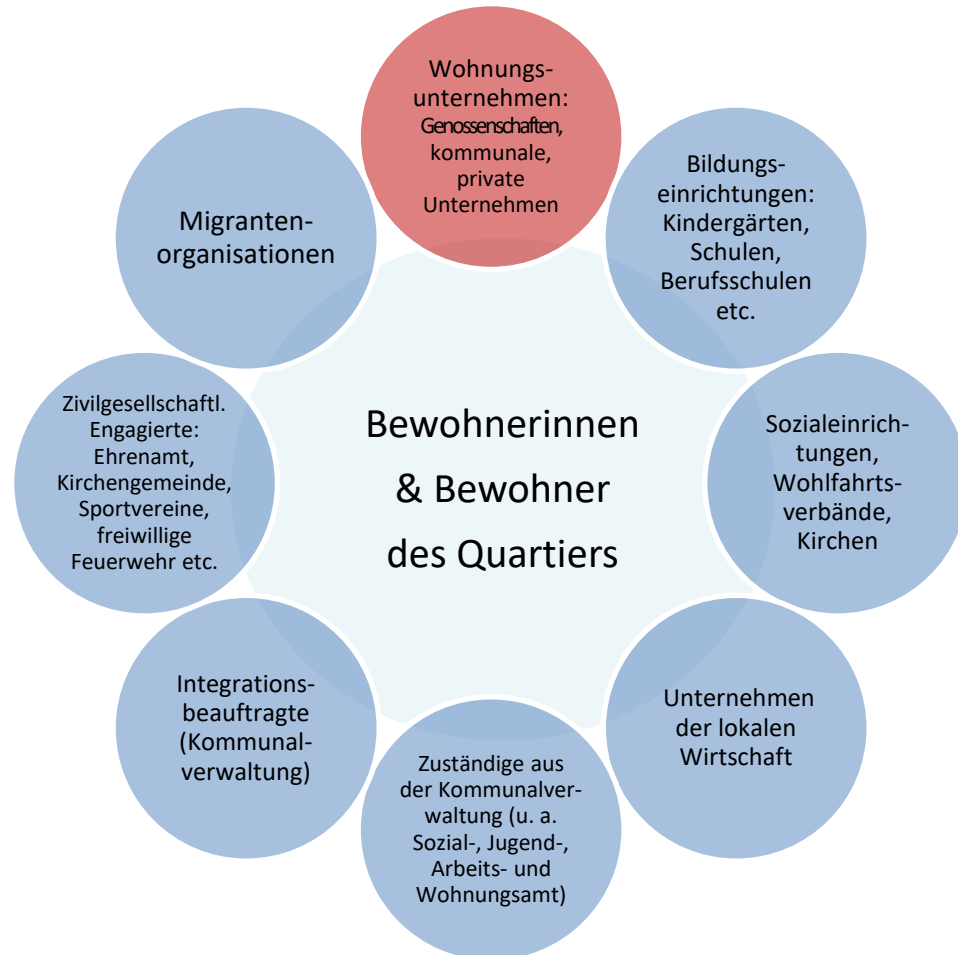 Wohnungs-
unternehmen:
Genossenschaften,
kommunale,
private
Unternehmen
Bildungs-
einrichtungen:
Kindergärten,
Schulen,
Berufsschulen
etc.
Sozialeinrich-
tungen,
Wohlfahrts-
verbände,
Kirchen
Unternehmen
der lokalen
Wirtschaft
Zuständige aus
der Kommunalver-
waltung (u. a.
Sozial-, Jugend-,
Arbeits- und
Wohnungsamt)
Integrations-
beauftragte
(Kommunal-
verwaltung)
Zivilgesellschaftl.
Engagierte:
Ehrenamt,
Kirchengemeinde,
Sportvereine,
freiwillige
Feuerwehr etc.
Migranten-
organisationen
Bewohnerinnen
& Bewohner
des Quartiers